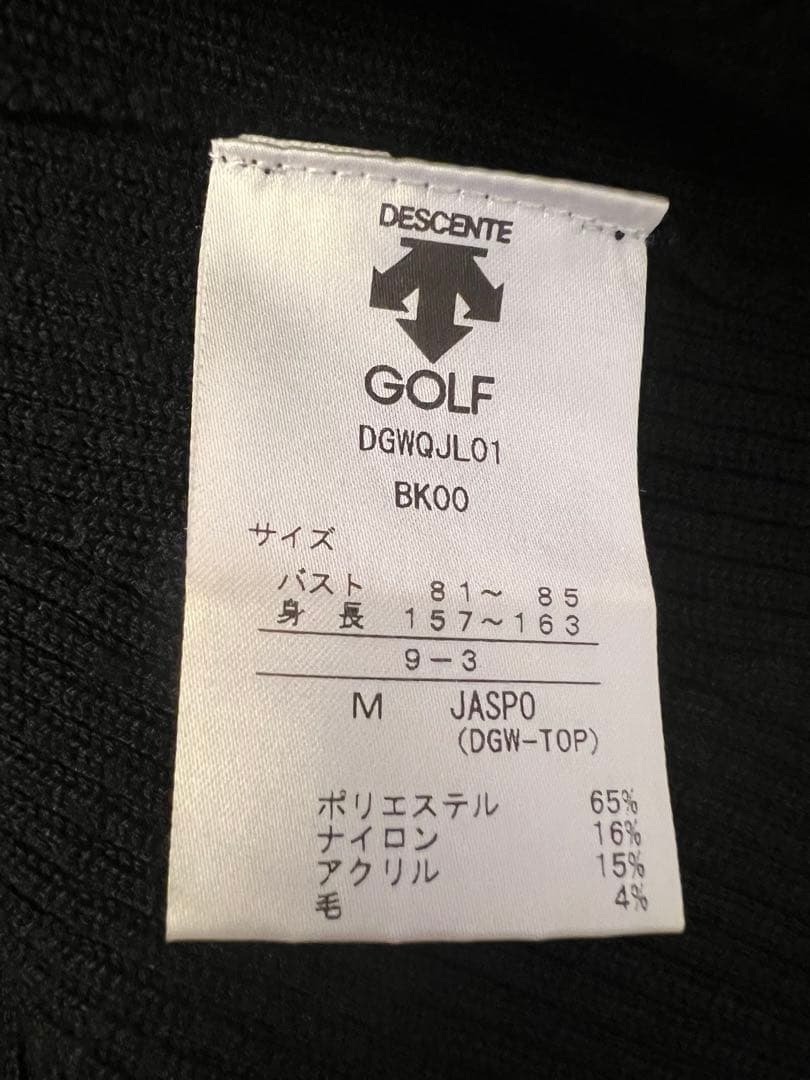 DESCENTE
GOLF
DGWQJL01
BK00
サイズ
バスト 81～ 85
身 長 157～163
9-3
M JASPO
(DGW-TOP)
ポリエステル 65%
ナイロン 16%
アクリル 15%
毛 4%